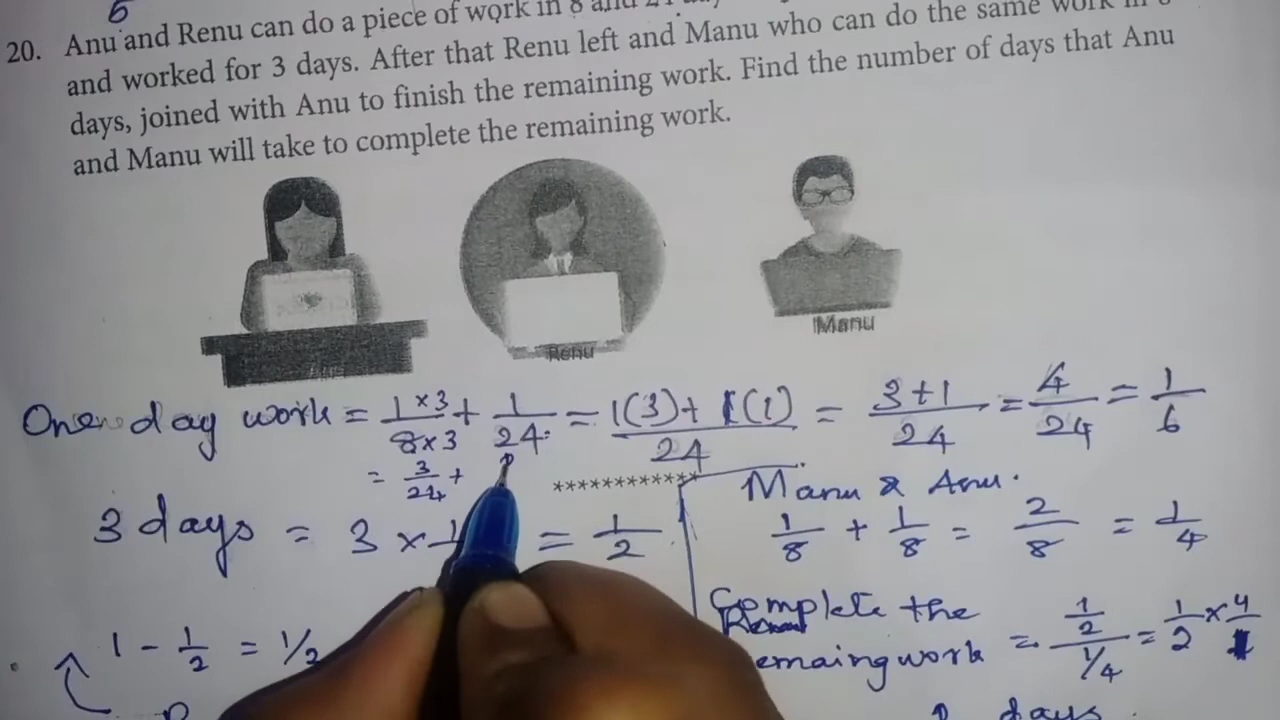 5
20. Anu and Renu can do a piece of work in 8 and
and worked for 3 days. After that Renu left and Manu who can do the same work in
days, joined with Anu to finish the remaining work. Find the number of days that Anu
and Manu will take to complete the remaining work.
Renu
Manu
One day work = 1×3/8×3 + 1/24 = 1(3)+1(1)/24 = 3+1/24 = 4/24 = 1/6
= 3/24 +
************
Manu & Anu.
3 days = 3 × 1 = 1/2
1/8 + 1/8 = 2/8 = 1/4
1 - 1/2 = 1/2
Complete the
emaing work = 1/2 / 1/4 = 1/2 × 4/1
days